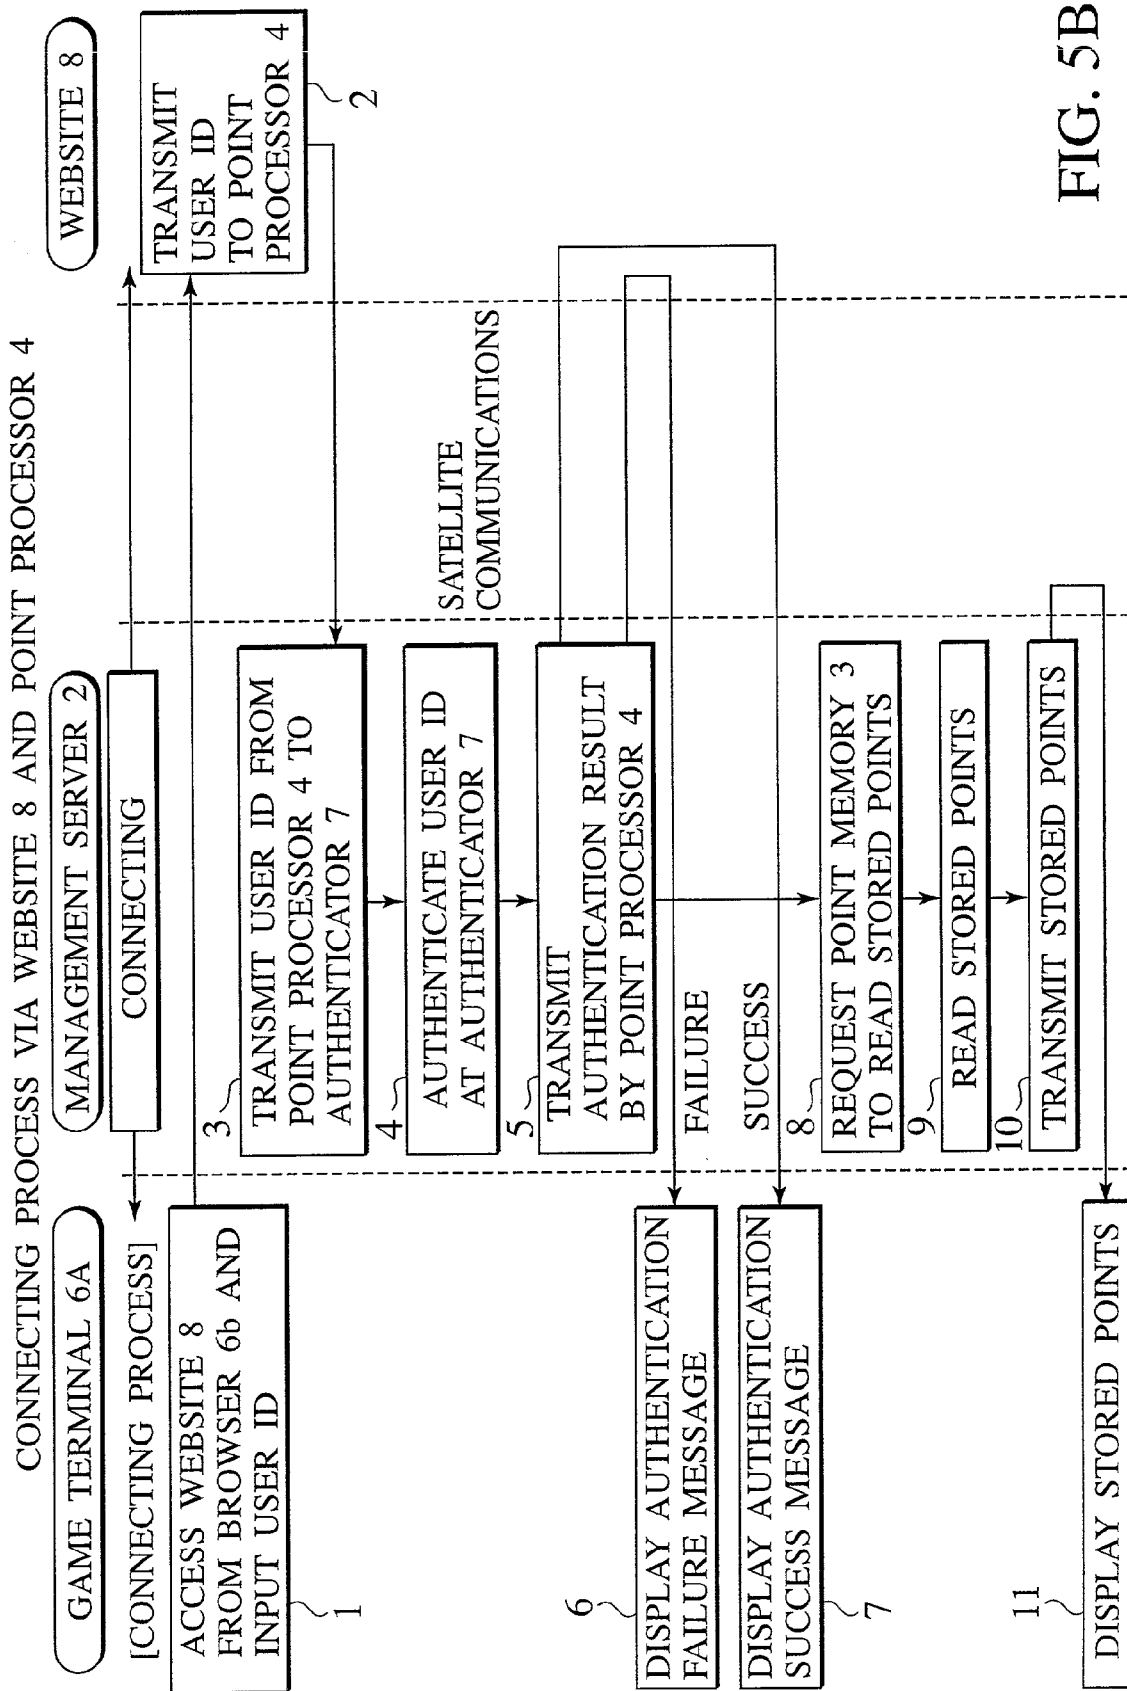 CONNECTING PROCESS VIA WEBSITE 8 AND POINT PROCESSOR 4
GAME TERMINAL 6A
MANAGEMENT SERVER 2
WEBSITE 8
[CONNECTING PROCESS]
CONNECTING
ACCESS WEBSITE 8
FROM BROWSER 6b AND
INPUT USER ID
1
TRANSMIT
USER ID
TO POINT
PROCESSOR 4
2
3
TRANSMIT USER ID FROM
POINT PROCESSOR 4 TO
AUTHENTICATOR 7
4
AUTHENTICATE USER ID
AT AUTHENTICATOR 7
SATELLITE
COMMUNICATIONS
5
TRANSMIT
AUTHENTICATION RESULT
BY POINT PROCESSOR 4
6
DISPLAY AUTHENTICATION
FAILURE MESSAGE
FAILURE
DISPLAY AUTHENTICATION
SUCCESS MESSAGE
7
SUCCESS
8
REQUEST POINT MEMORY 3
TO READ STORED POINTS
9
READ STORED POINTS
10
TRANSMIT STORED POINTS
11
DISPLAY STORED POINTS
FIG. 5B